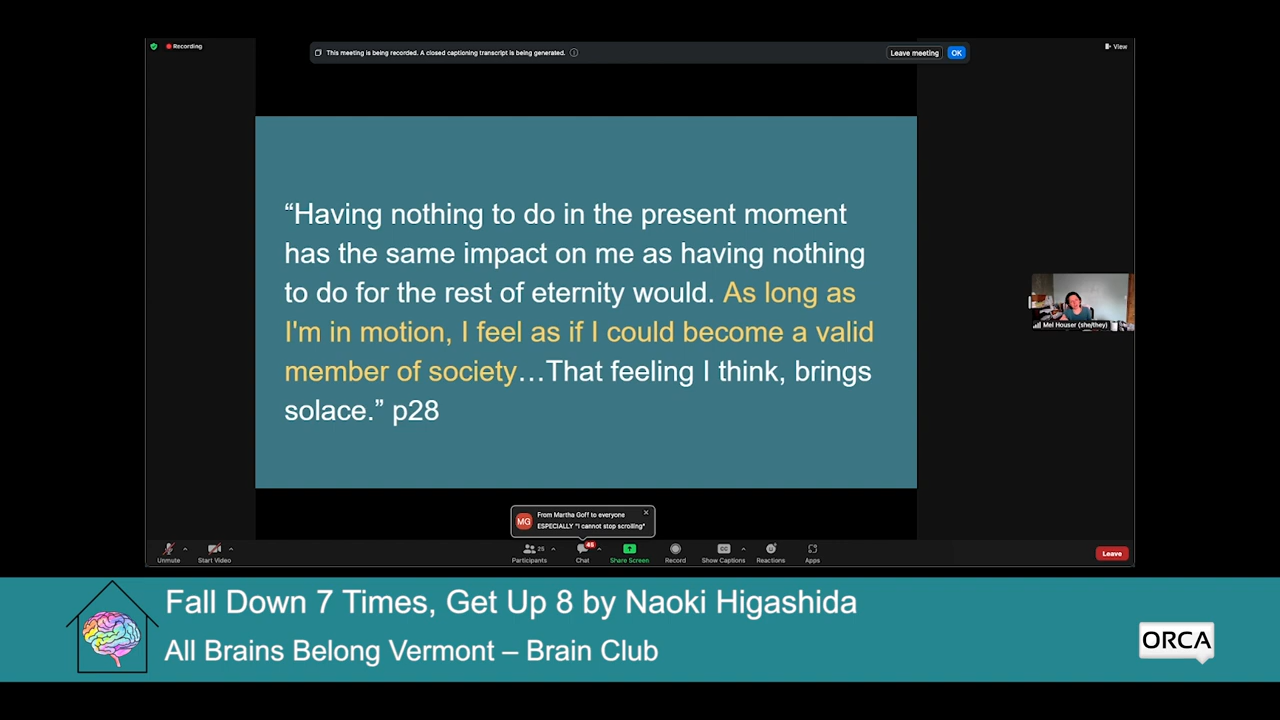 Recording
This meeting is being recorded. A closed captioning transcript is being generated.
Leave meeting
OK
View
“Having nothing to do in the present moment
has the same impact on me as having nothing
to do for the rest of eternity would. As long as
I'm in motion, I feel as if I could become a valid
member of society…That feeling I think, brings
solace.” p28
Mel Houser (she/they)
MG
From Martha Goff to everyone
ESPECIALLY "I cannot stop scrolling"
Unmute
Start Video
25
Participants
46
Chat
Share Screen
Record
CC
Show Captions
Reactions
Apps
Leave
Fall Down 7 Times, Get Up 8 by Naoki Higashida
All Brains Belong Vermont – Brain Club
ORCA